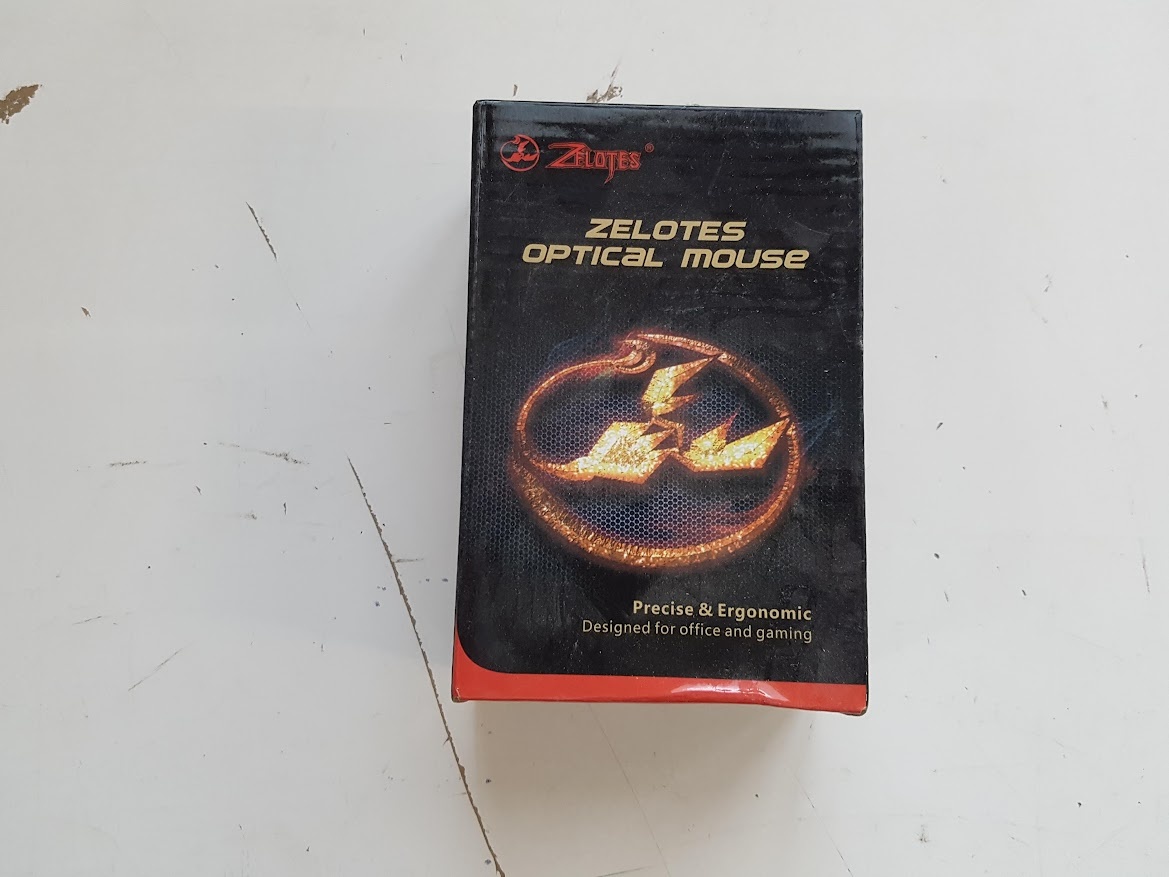 ZELOTES®
ZELOTES
OPTICAL MOUSE
Precise & Ergonomic
Designed for office and gaming